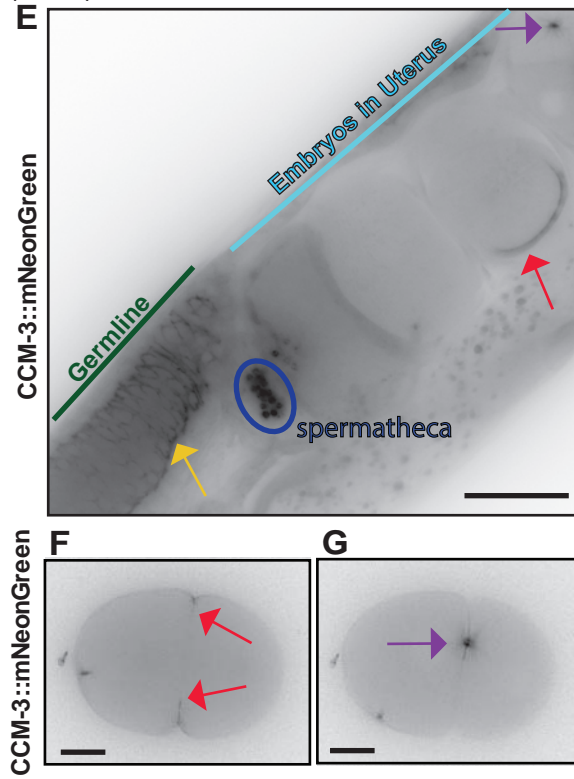 E
CCM-3::mNeonGreen
Germline
Embryos in Uterus
spermatheca
F
G
CCM-3::mNeonGreen